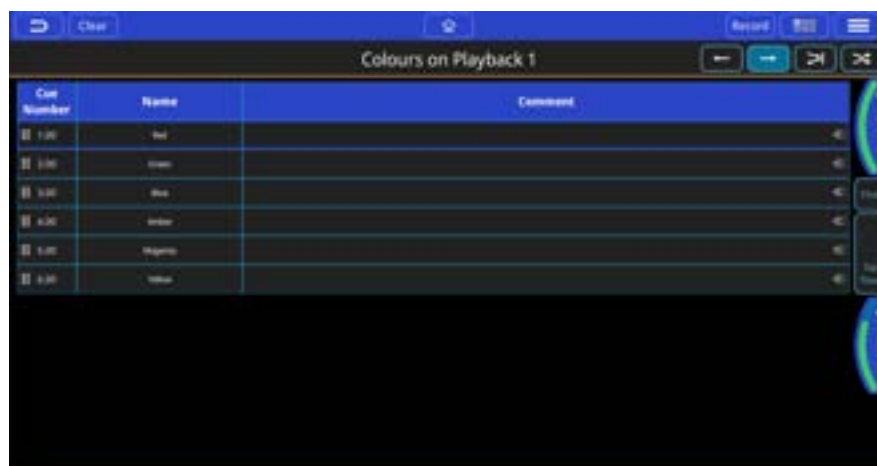 Clear Record
Colours on Playback 1
Cue Number Name Comment
1.00 Red
2.00 Green
3.00 Blue
4.00 Amber
5.00 Magenta
6.00 Yellow